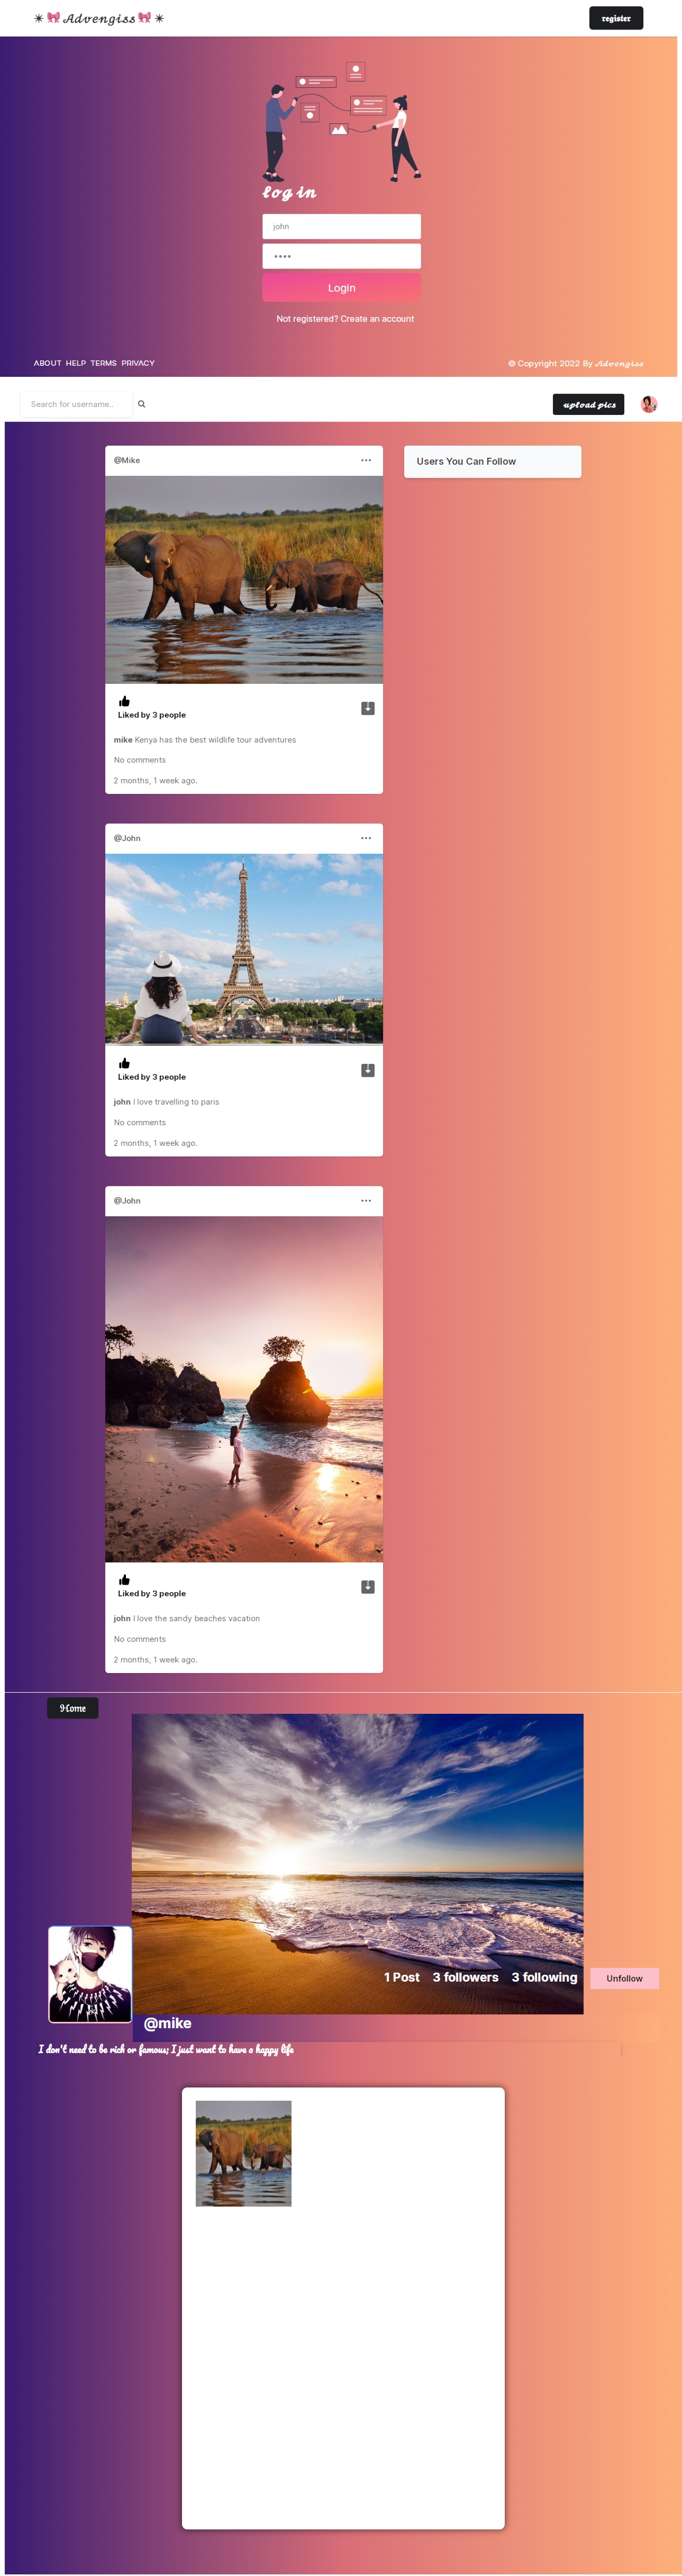 Advengiss
register
log in
john
Login
Not registered? Create an account
ABOUT HELP TERMS PRIVACY
© Copyright 2022 By Advengiss
Search for username..
upload pics
@Mike
Users You Can Follow
Liked by 3 people
mike Kenya has the best wildlife tour adventures
No comments
2 months, 1 week ago.
@John
Liked by 3 people
john I love travelling to paris
No comments
2 months, 1 week ago.
@John
Liked by 3 people
john I love the sandy beaches vacation
No comments
2 months, 1 week ago.
Home
1 Post 3 followers 3 following
Unfollow
@mike
I don't need to be rich or famous; I just want to have a happy life